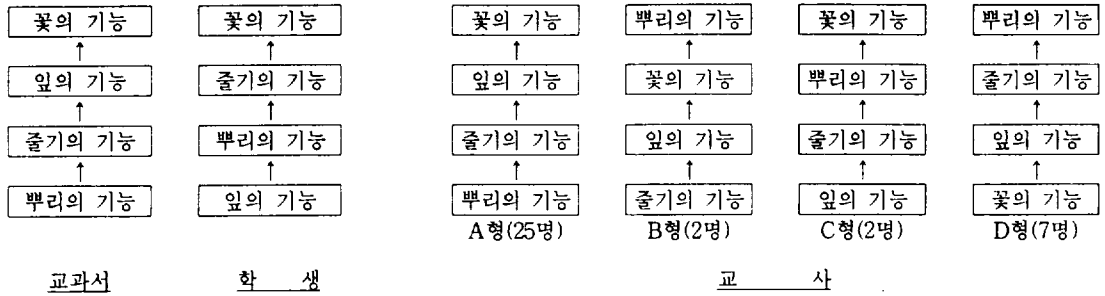 꽃의 기능 꽃의 기능 꽃의 기능 뿌리의 기능 꽃의 기능 뿌리의 기능
잎의 기능 줄기의 기능 잎의 기능 꽃의 기능 뿌리의 기능 줄기의 기능
줄기의 기능 뿌리의 기능 줄기의 기능 잎의 기능 줄기의 기능 잎의 기능
뿌리의 기능 잎의 기능 뿌리의 기능 줄기의 기능 잎의 기능 꽃의 기능
A형(25명) B형(2명) C형(2명) D형(7명)
교과서 학 생 교 사